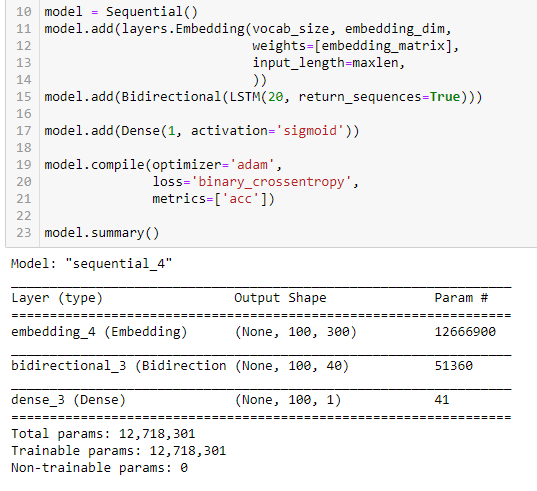 10 model = Sequential()
11 model.add(layers.Embedding(vocab_size, embedding_dim,
12 weights=[embedding_matrix],
13 input_length=maxlen,
14 ))
15 model.add(Bidirectional(LSTM(20, return_sequences=True)))
16
17 model.add(Dense(1, activation='sigmoid'))
18
19 model.compile(optimizer='adam',
20 loss='binary_crossentropy',
21 metrics=['acc'])
22
23 model.summary()
Model: "sequential_4"
Layer (type) Output Shape Param #
embedding_4 (Embedding) (None, 100, 300) 12666900
bidirectional_3 (Bidirection (None, 100, 40) 51360
dense_3 (Dense) (None, 100, 1) 41
Total params: 12,718,301
Trainable params: 12,718,301
Non-trainable params: 0